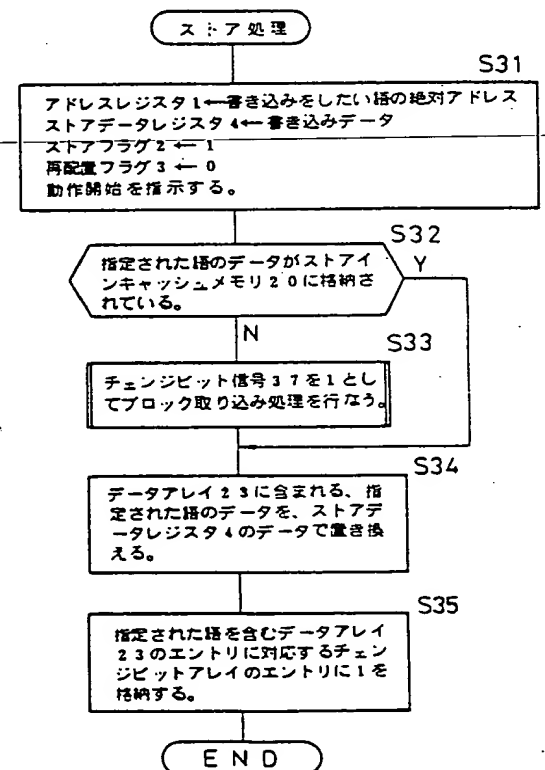 ストア処理
S31
アドレスレジスタ1←書き込みをしたい語の絶対アドレス
ストアデータレジスタ4←書き込みデータ
ストアフラグ2←1
再配置フラグ3←0
動作開始を指示する。
S32
指定された語のデータがストアイ
ンキャッシュメモリ20に格納さ
れている。
Y
N
S33
チェンジビット信号37を1とし
てブロック取り込み処理を行なう。
S34
データアレイ23に含まれる、指
定された語のデータを、ストアデ
ータレジスタ4のデータで置き換
える。
S35
指定された語を含むデータアレイ
23のエントリに対応するチェン
ジビットアレイのエントリに1を
格納する。
END